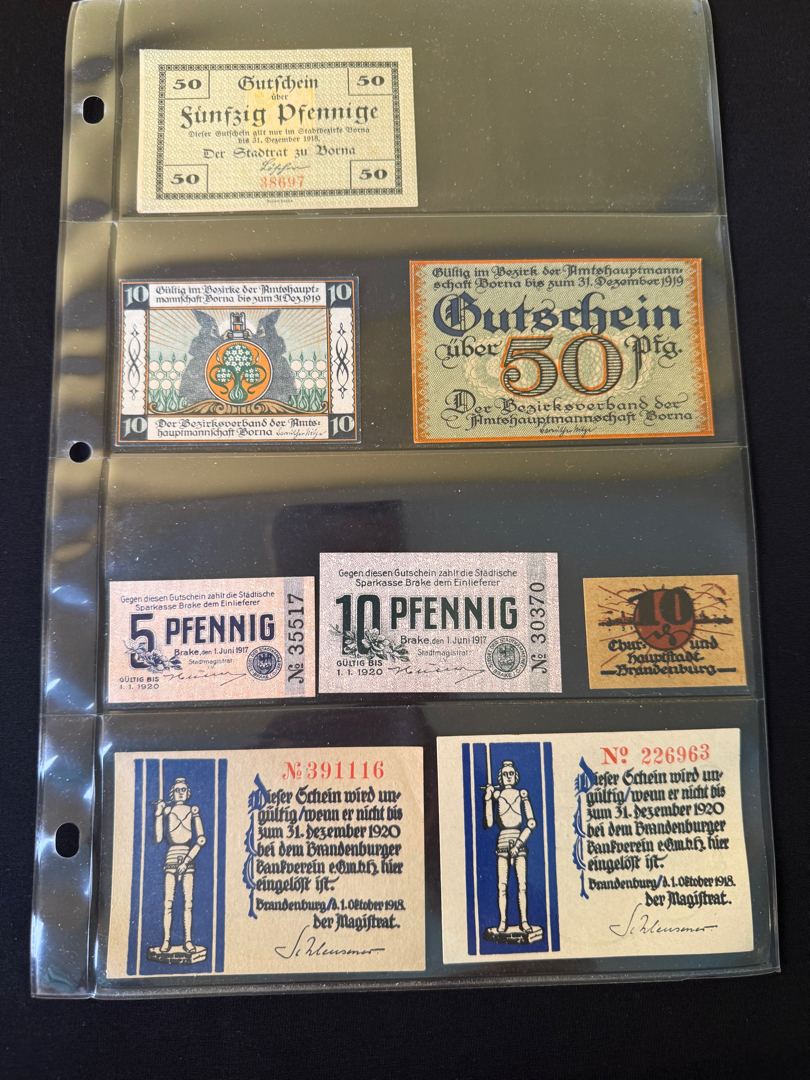 50 Gutschein 50
über
Fünfzig Pfennige
Dieser Gutschein gilt nur im Stadtbezirke Borna
bis 31. Dezember 1918.
Der Stadtrat zu Borna
50 38697 50
10 Gültig im Bezirke der Amtshaupt- 10
mannschaft Borna bis zum 31.Dez.1919
10 Der Bezirksverband der Amts- 10
hauptmannschaft Borna
Gültig im Bezirk der Amtshauptmann-
schaft Borna bis zum 31. Dezember 1919
Gutschein
über 50 Pfg.
Der Bezirksverband der
Amtshauptmannschaft Borna
Gegen diesen Gutschein zahlt die Städtische
Sparkasse Brake dem Einlieferer
5 PFENNIG
Brake, den 1. Juni 1917
Stadtmagistrat
GÜLTIG BIS
1. 1. 1920
№ 35517
Gegen diesen Gutschein zahlt die Städtische
Sparkasse Brake dem Einlieferer
10 PFENNIG
Brake, den 1. Juni 1917
Stadtmagistrat:
GÜLTIG BIS
1. 1. 1920
№ 30370
10
Chur- und
Hauptstadt
Brandenburg
№ 391116
Dieser Schein wird un-
gültig/wenn er nicht bis
zum 31. Dezember 1920
bei dem Brandenburger
Bankverein e.G.m.b.H. hier
eingelöst ist.
Brandenburg/H. 1. Oktober 1918.
der Magistrat.
Schleusener
№ 226963
Dieser Schein wird un-
gültig/wenn er nicht bis
zum 31. Dezember 1920
bei dem Brandenburger
Bankverein e.G.m.b.H. hier
eingelöst ist.
Brandenburg/H. 1. Oktober 1918.
der Magistrat.
Schleusener